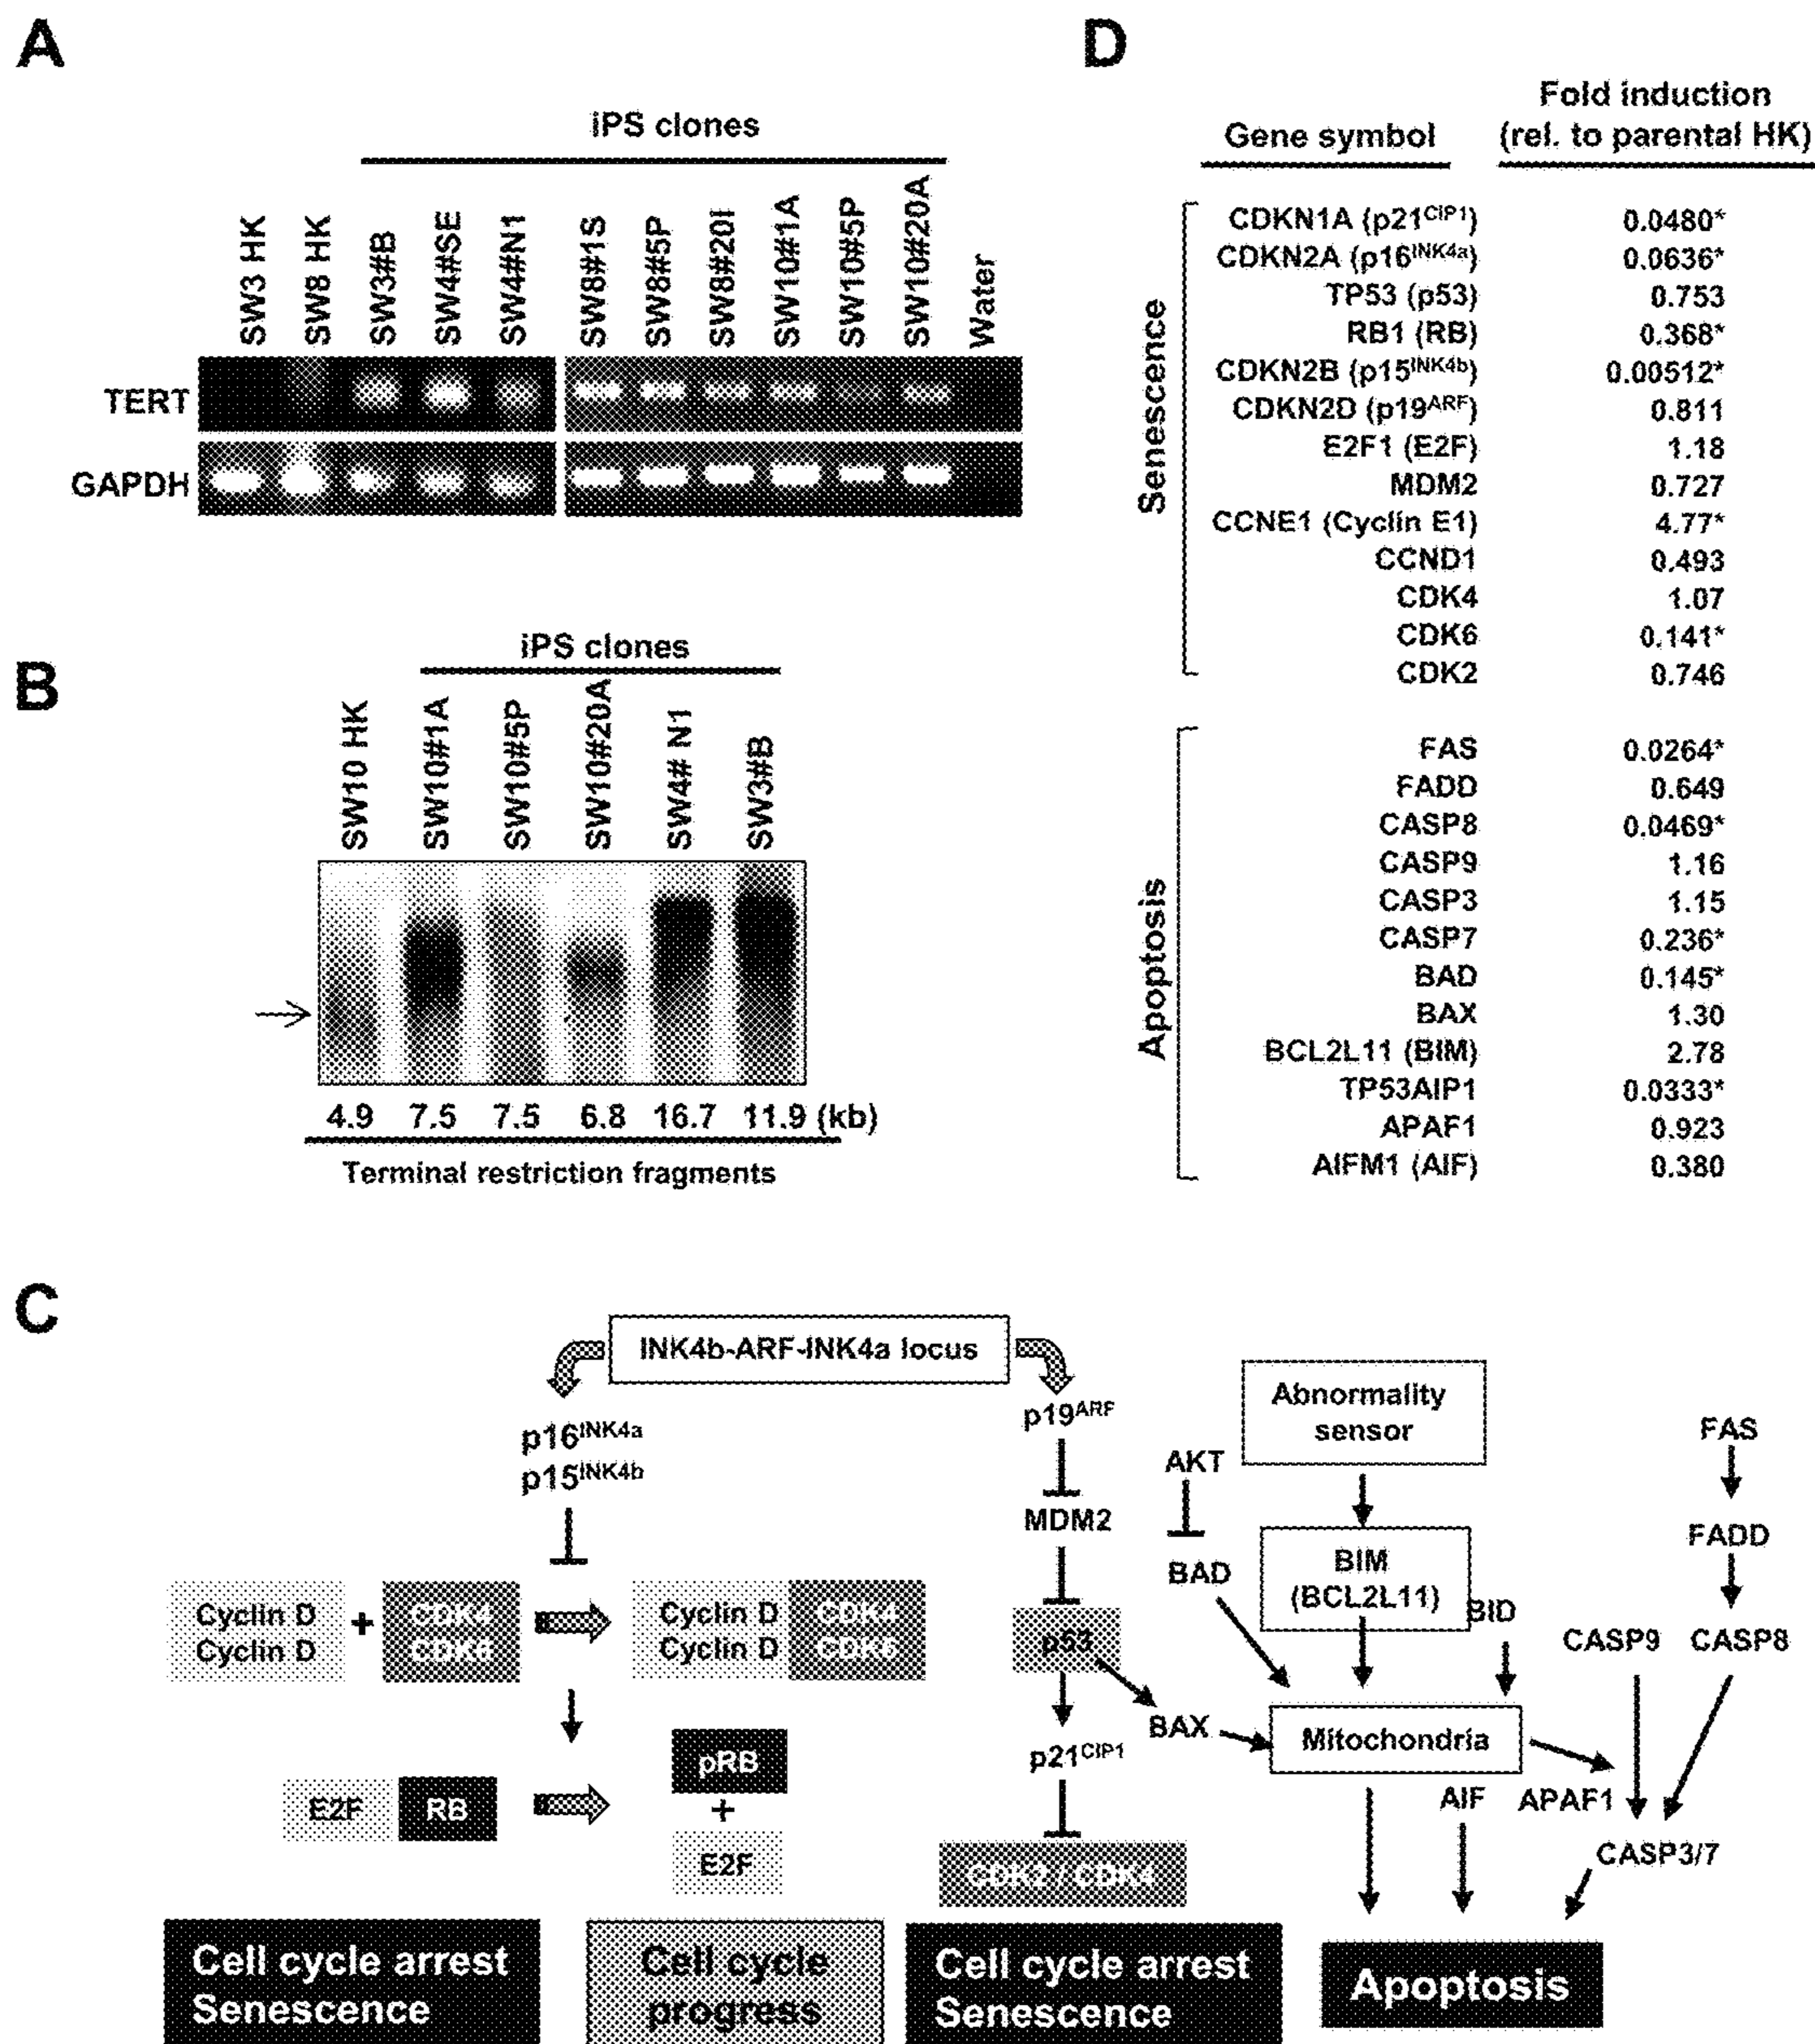 A
iPS clones
SW3 HK
SW8 HK
SW3#B
SW4#SE
SW4#N1
SW8#1S
SW8#5P
SW8#20I
SW10#1A
SW10#5P
SW10#20A
Water
TERT
GAPDH
B
iPS clones
SW10 HK
SW10#1A
SW10#5P
SW10#20A
SW4# N1
SW3#B
4.9 7.5 7.5 6.8 16.7 11.9 (kb)
Terminal restriction fragments
D
Gene symbol
Fold induction
(rel. to parental HK)
Senescence
CDKN1A (p21CIP1) 0.0480*
CDKN2A (p16INK4a) 0.0636*
TP53 (p53) 0.753
RB1 (RB) 0.368*
CDKN2B (p15INK4b) 0.00512*
CDKN2D (p19ARF) 0.811
E2F1 (E2F) 1.18
MDM2 0.727
CCNE1 (Cyclin E1) 4.77*
CCND1 0.493
CDK4 1.07
CDK6 0.141*
CDK2 0.746
Apoptosis
FAS 0.0264*
FADD 0.649
CASP8 0.0469*
CASP9 1.16
CASP3 1.15
CASP7 0.236*
BAD 0.145*
BAX 1.30
BCL2L11 (BIM) 2.78
TP53AIP1 0.0333*
APAF1 0.923
AIFM1 (AIF) 0.380
C
INK4b-ARF-INK4a locus
p16INK4a
p15INK4b
Cyclin D
Cyclin D
+
CDK4
CDK6
Cyclin D
Cyclin D
CDK4
CDK6
E2F
RB
pRB
+
E2F
p19ARF
MDM2
p53
p21CIP1
CDK2 / CDK4
AKT
BAD
BAX
Abnormality
sensor
BIM
(BCL2L11)
BID
Mitochondria
AIF
APAF1
FAS
FADD
CASP9
CASP8
CASP3/7
Cell cycle arrest
Senescence
Cell cycle
progress
Cell cycle arrest
Senescence
Apoptosis